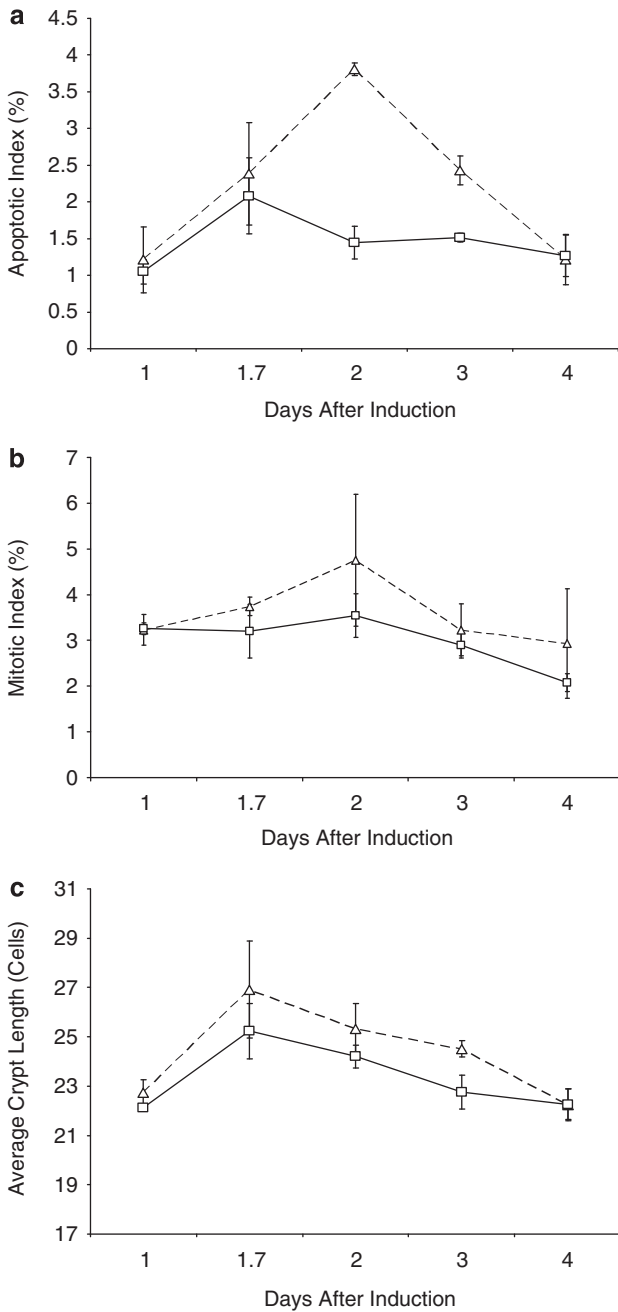 a
Apoptotic Index (%)
4.5
4
3.5
3
2.5
2
1.5
1
0.5
0
1 1.7 2 3 4
Days After Induction
b
Mitotic Index (%)
7
6
5
4
3
2
1
0
1 1.7 2 3 4
Days After Induction
c
Average Crypt Length (Cells)
31
29
27
25
23
21
19
17
1 1.7 2 3 4
Days After Induction